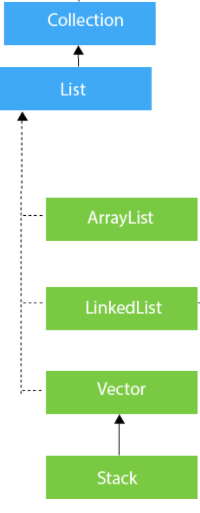 Collection
List
ArrayList
LinkedList
Vector
Stack